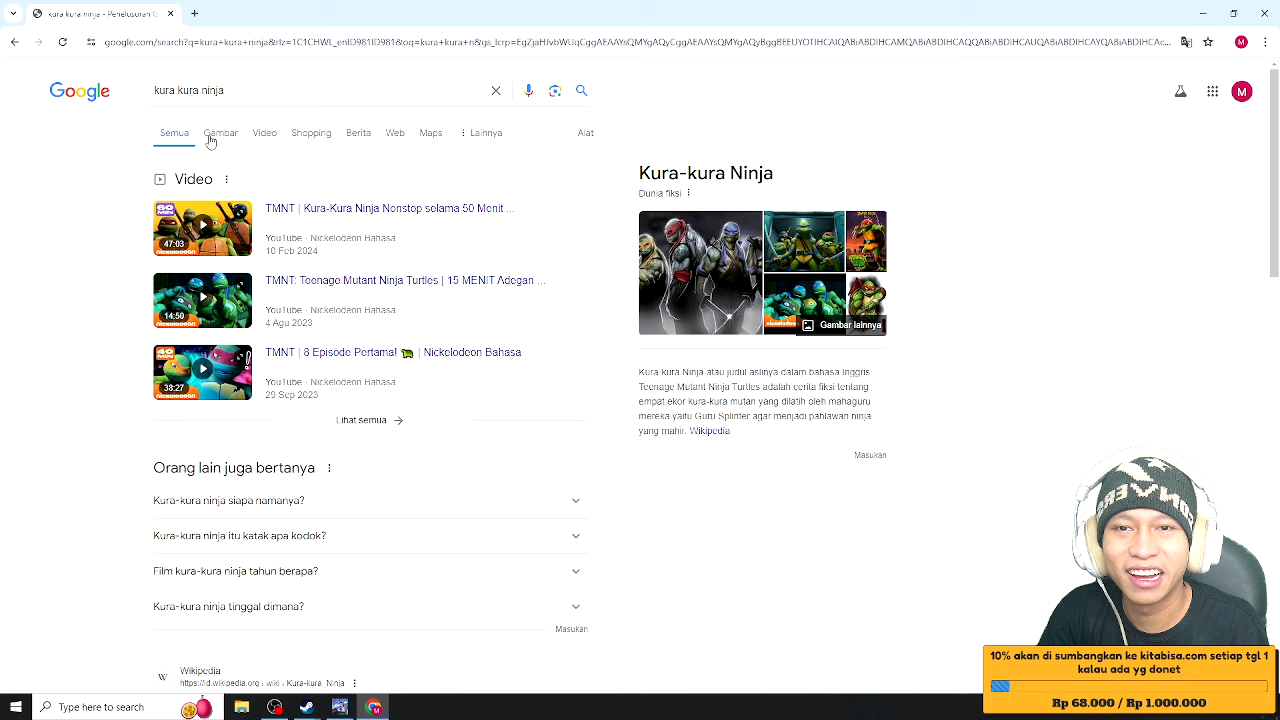 kura kura ninja - Penelusuran G
google.com/search?q=kura+kura+ninja&rlz=1C1CHWL_enID981ID981&oq=kura+kura+n&gs_lcrp=
M
Google
kura kura ninja
M
Semua
Gambar
Video
Shopping
Berita
Web
Maps
Lainnya
Alat
Video
TMNT | Kura-Kura Ninja Nonstop selama 50 Menit ...
YouTube · Nickelodeon Bahasa
10 Feb 2024
47:03
TMNT: Teenage Mutant Ninja Turtles | 15 MENIT Adegan ...
YouTube · Nickelodeon Bahasa
4 Agu 2023
14:50
TMNT | 8 Episode Pertama! | Nickelodeon Bahasa
YouTube · Nickelodeon Bahasa
29 Sep 2023
40 MIN
38:27
Lihat semua
Orang lain juga bertanya
Kura-kura ninja siapa namanya?
Kura-kura ninja itu katak apa kodok?
Film kura-kura ninja tahun berapa?
Kura-kura ninja tinggal dimana?
Masukan
W
Wikipedia
https://id.wikipedia.org › wiki › Kura-kura_Ninja
Kura-kura Ninja
Dunia fiksi
Gambar lainnya
Kura kura Ninja atau judul aslinya dalam bahasa Inggris
Teenage Mutant Ninja Turtles adalah cerita fiksi tentang
empat ekor kura-kura mutan yang dilatih oleh mahaguru
mereka yaitu Guru Splinter agar menjadi pahlawan ninja
yang mahir. Wikipedia
Masukan
10% akan di sumbangkan ke kitabisa.com setiap tgl 1
kalau ada yg donet
Rp 68.000 / Rp 1.000.000
Type here to search